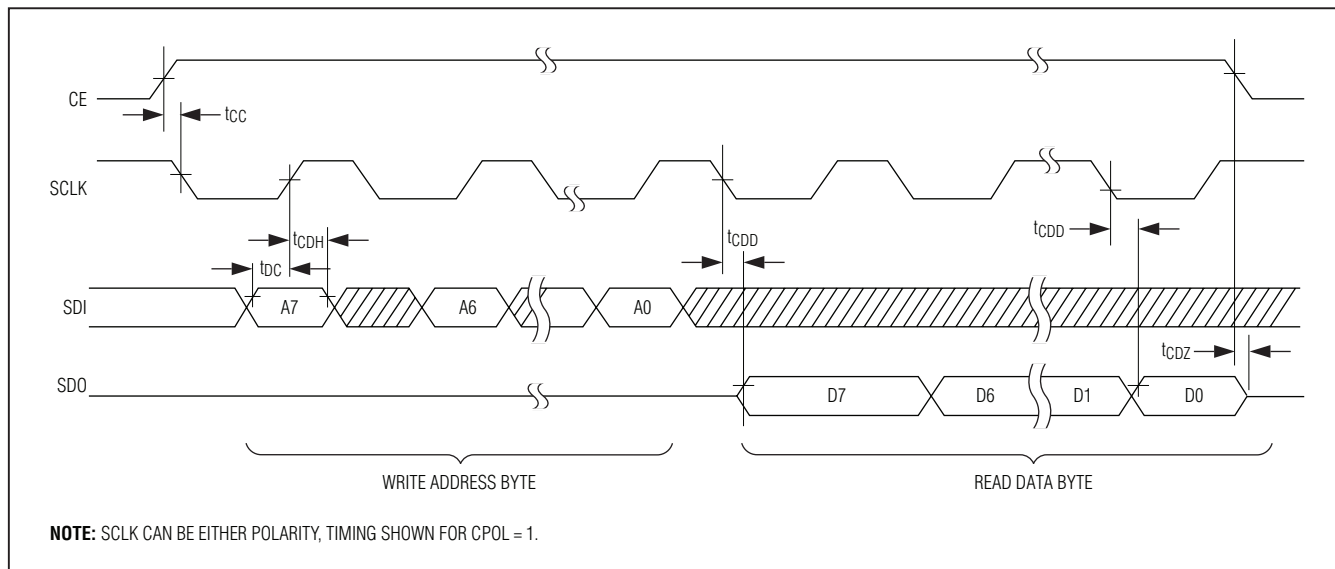 CE
tCC
SCLK
tCDH
tDC
tCDD
tCDD
SDI
A7
A6
A0
tCDZ
SDO
D7
D6
D1
D0
WRITE ADDRESS BYTE
READ DATA BYTE
NOTE: SCLK CAN BE EITHER POLARITY, TIMING SHOWN FOR CPOL = 1.